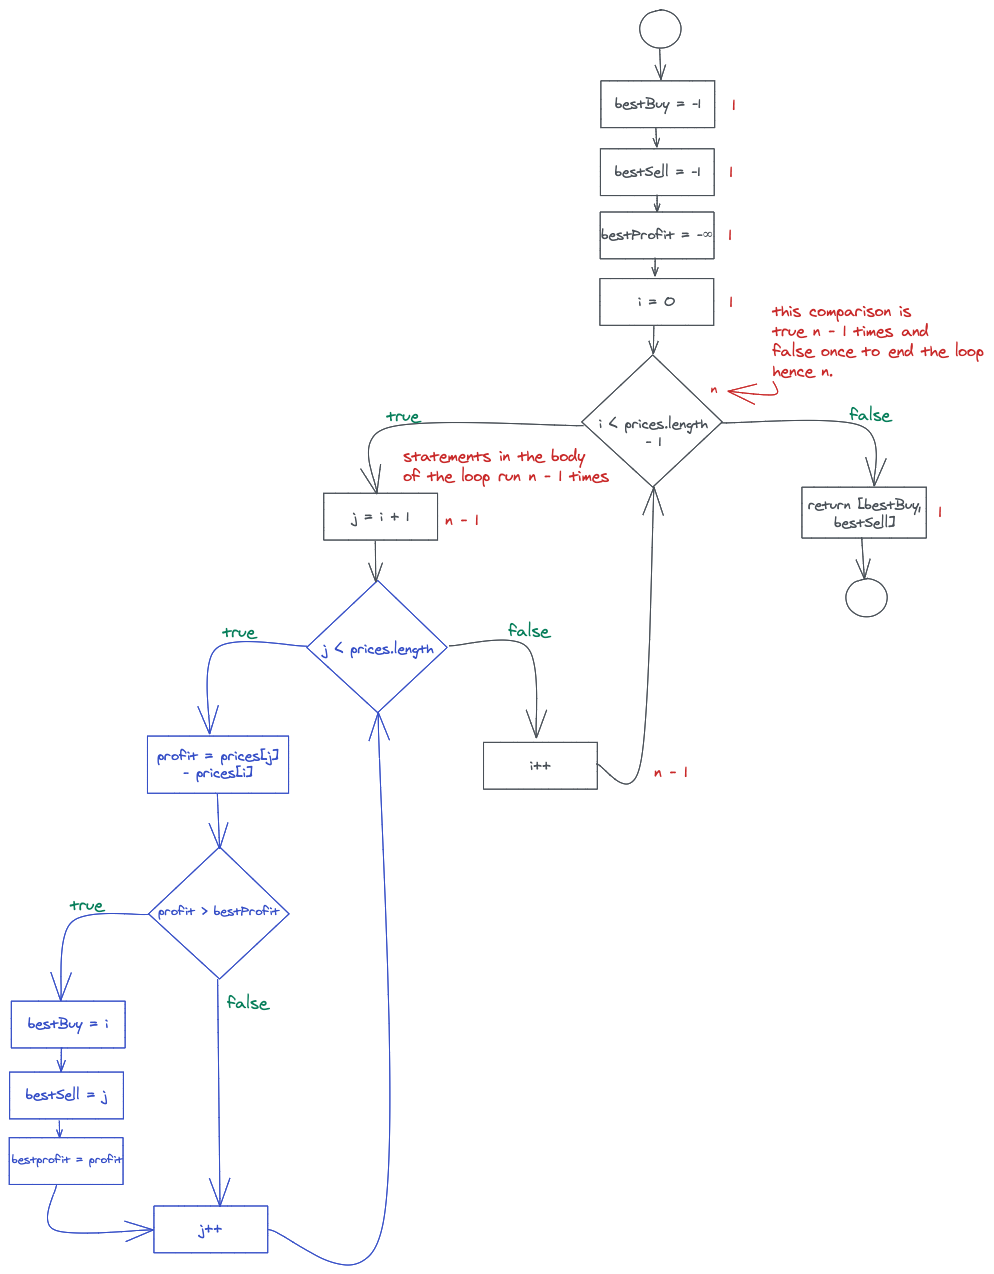 bestBuy = -1
1
bestSell = -1
1
bestProfit = -∞
1
i = 0
1
this comparison is
true n - 1 times and
false once to end the loop
hence n.
n
i < prices.length
- 1
true
false
statements in the body
of the loop run n - 1 times
return [bestBuy,
bestSell]
1
j = i + 1
n - 1
j < prices.length
true
false
profit = prices[j]
- prices[i]
i++
n - 1
profit > bestProfit
true
false
bestBuy = i
bestSell = j
bestprofit = profit
j++